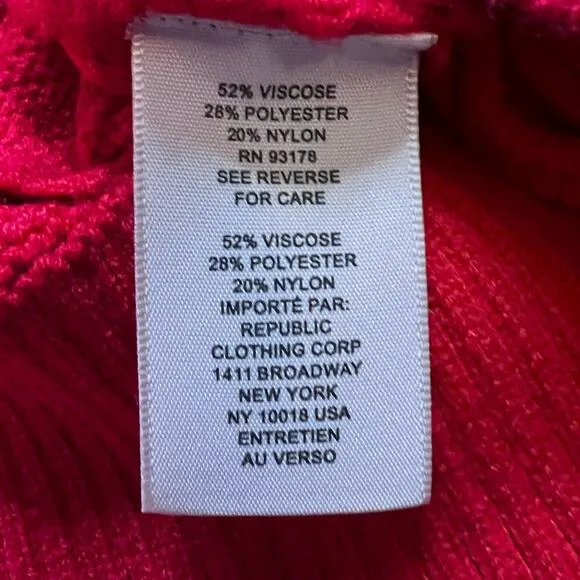 52% VISCOSE
28% POLYESTER
20% NYLON
RN 93178
SEE REVERSE
FOR CARE
52% VISCOSE
28% POLYESTER
20% NYLON
IMPORTÉ PAR:
REPUBLIC
CLOTHING CORP
1411 BROADWAY
NEW YORK
NY 10018 USA
ENTRETIEN
AU VERSO